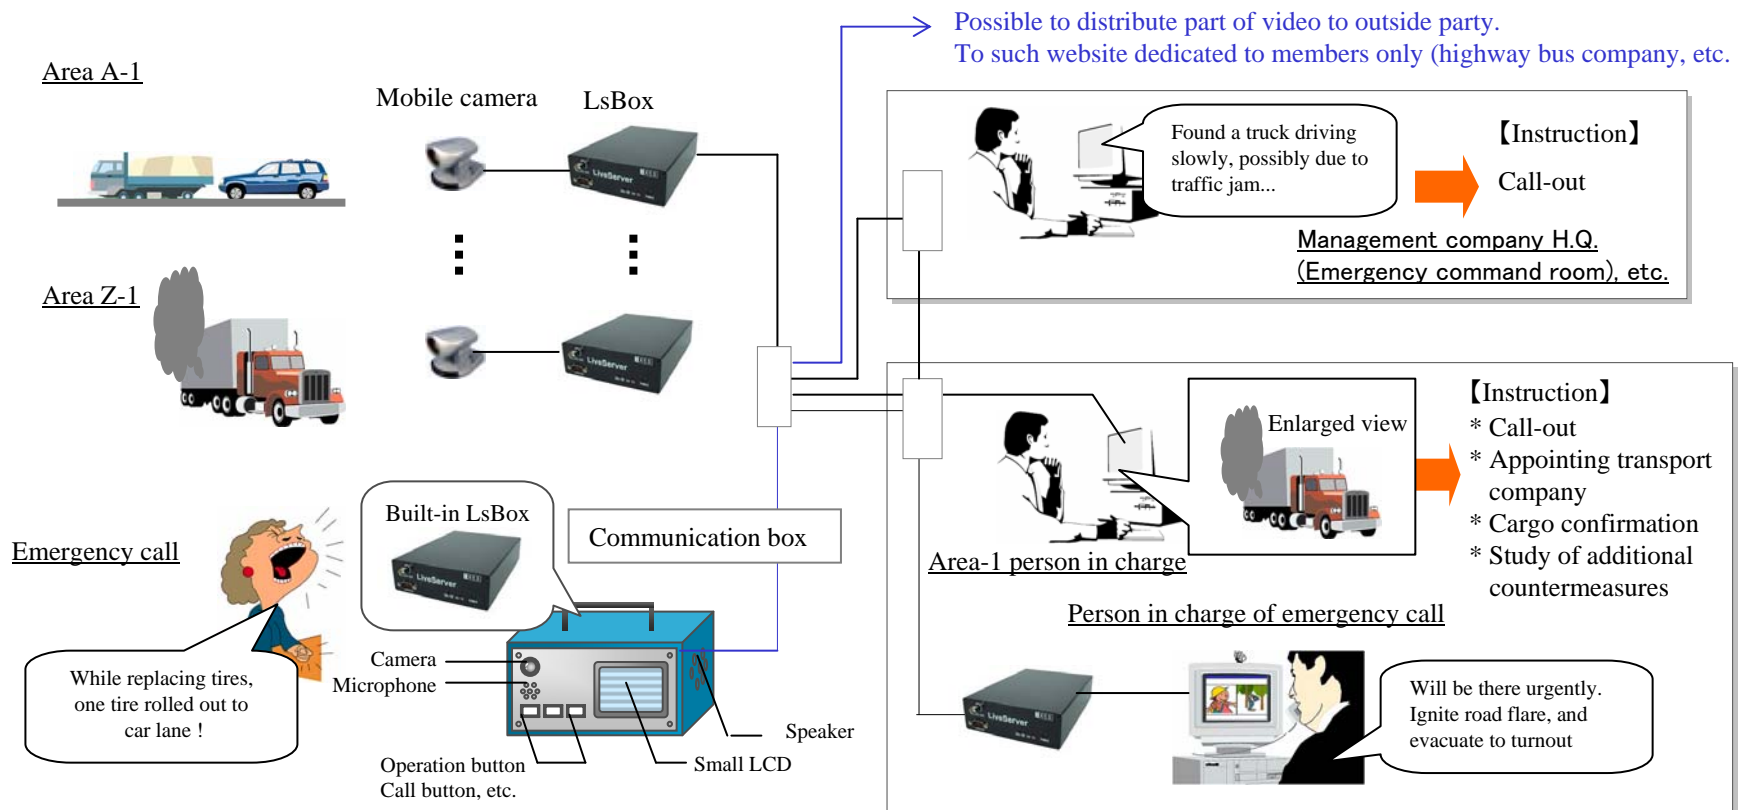 Possible to distribute part of video to outside party.
To such website dedicated to members only (highway bus company, etc.
Area A-1
Mobile camera
LsBox
LiveServer
Found a truck driving
slowly, possibly due to
traffic jam...
【Instruction】
Call-out
Management company H.Q.
(Emergency command room), etc.
Area Z-1
LiveServer
Enlarged view
【Instruction】
* Call-out
* Appointing transport
company
* Cargo confirmation
* Study of additional
countermeasures
Area-1 person in charge
Emergency call
While replacing tires,
one tire rolled out to
car lane !
Built-in LsBox
LiveServer
Communication box
Camera
Microphone
Operation button
Call button, etc.
Speaker
Small LCD
Person in charge of emergency call
LiveServer
Will be there urgently.
Ignite road flare, and
evacuate to turnout